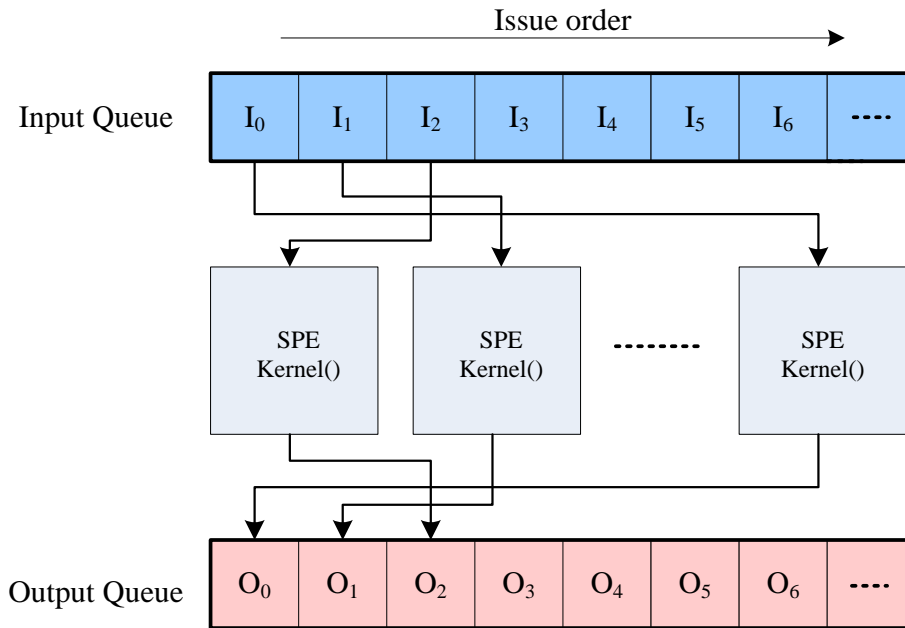 Issue order
Input Queue I₀ I₁ I₂ I₃ I₄ I₅ I₆ ----
SPE SPE SPE
Kernel() Kernel() Kernel()
Output Queue O₀ O₁ O₂ O₃ O₄ O₅ O₆ ----